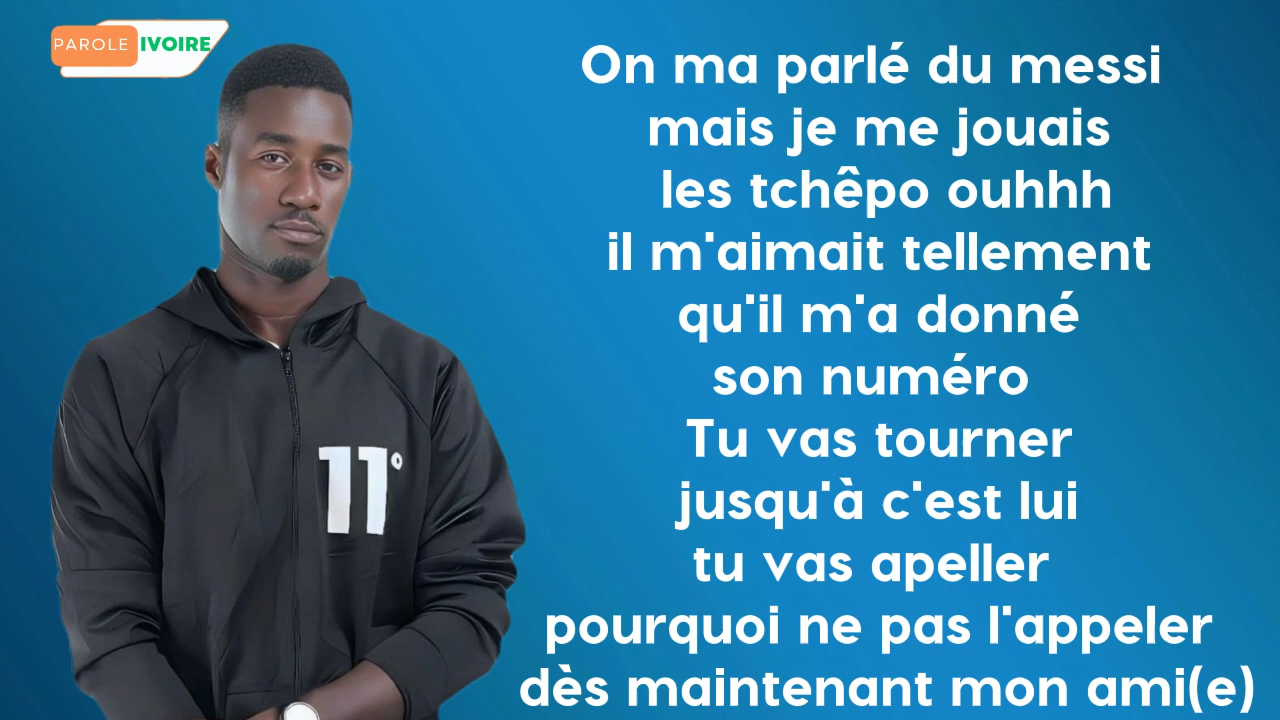 PAROLE IVOIRE
On ma parlé du messi
mais je me jouais
les tchêpo ouhhh
il m'aimait tellement
qu'il m'a donné
son numéro
Tu vas tourner
jusqu'à c'est lui
tu vas apeller
pourquoi ne pas l'appeler
dès maintenant mon ami(e)
11°